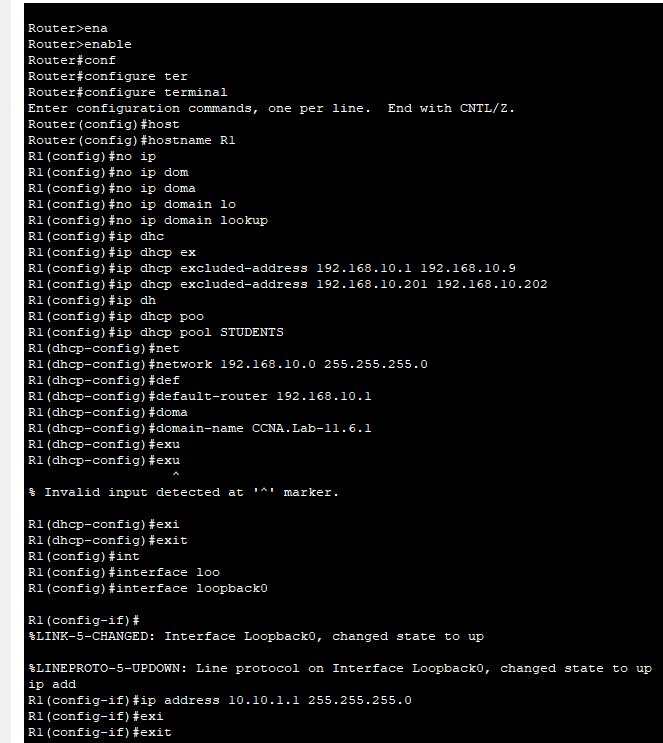 Router>ena
Router>enable
Router#conf
Router#configure ter
Router#configure terminal
Enter configuration commands, one per line.  End with CNTL/Z.
Router(config)#host
Router(config)#hostname R1
R1(config)#no ip
R1(config)#no ip dom
R1(config)#no ip doma
R1(config)#no ip domain lo
R1(config)#no ip domain lookup
R1(config)#ip dhc
R1(config)#ip dhcp ex
R1(config)#ip dhcp excluded-address 192.168.10.1 192.168.10.9
R1(config)#ip dhcp excluded-address 192.168.10.201 192.168.10.202
R1(config)#ip dh
R1(config)#ip dhcp poo
R1(config)#ip dhcp pool STUDENTS
R1(dhcp-config)#net
R1(dhcp-config)#network 192.168.10.0 255.255.255.0
R1(dhcp-config)#def
R1(dhcp-config)#default-router 192.168.10.1
R1(dhcp-config)#doma
R1(dhcp-config)#domain-name CCNA.Lab-11.6.1
R1(dhcp-config)#exu
R1(dhcp-config)#exu
^
% Invalid input detected at '^' marker.
R1(dhcp-config)#exi
R1(dhcp-config)#exit
R1(config)#int
R1(config)#interface loo
R1(config)#interface loopback0
R1(config-if)#
%LINK-5-CHANGED: Interface Loopback0, changed state to up
%LINEPROTO-5-UPDOWN: Line protocol on Interface Loopback0, changed state to up
ip add
R1(config-if)#ip address 10.10.1.1 255.255.255.0
R1(config-if)#exi
R1(config-if)#exit